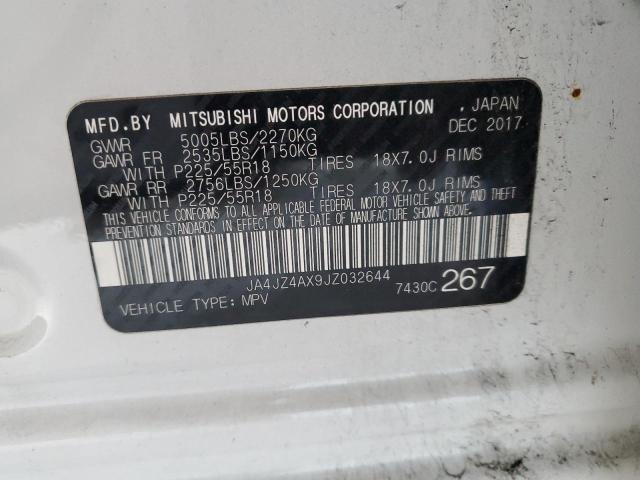 MFD.BY MITSUBISHI MOTORS CORPORATION , JAPAN
GVWR 5005LBS/2270KG DEC 2017
GAWR FR 2535LBS/1150KG
WITH P225/55R18 TIRES 18X7.0J RIMS
GAWR RR 2756LBS/1250KG
WITH P225/55R18 TIRES 18X7.0J RIMS
THIS VEHICLE CONFORMS TO ALL APPLICABLE FEDERAL MOTOR VEHICLE SAFETY, BUMPER, AND THEFT
PREVENTION STANDARDS IN EFFECT ON THE DATE OF MANUFACTURE SHOWN ABOVE.
JA4JZ4AX9JZ032644
VEHICLE TYPE: MPV 7430C 267